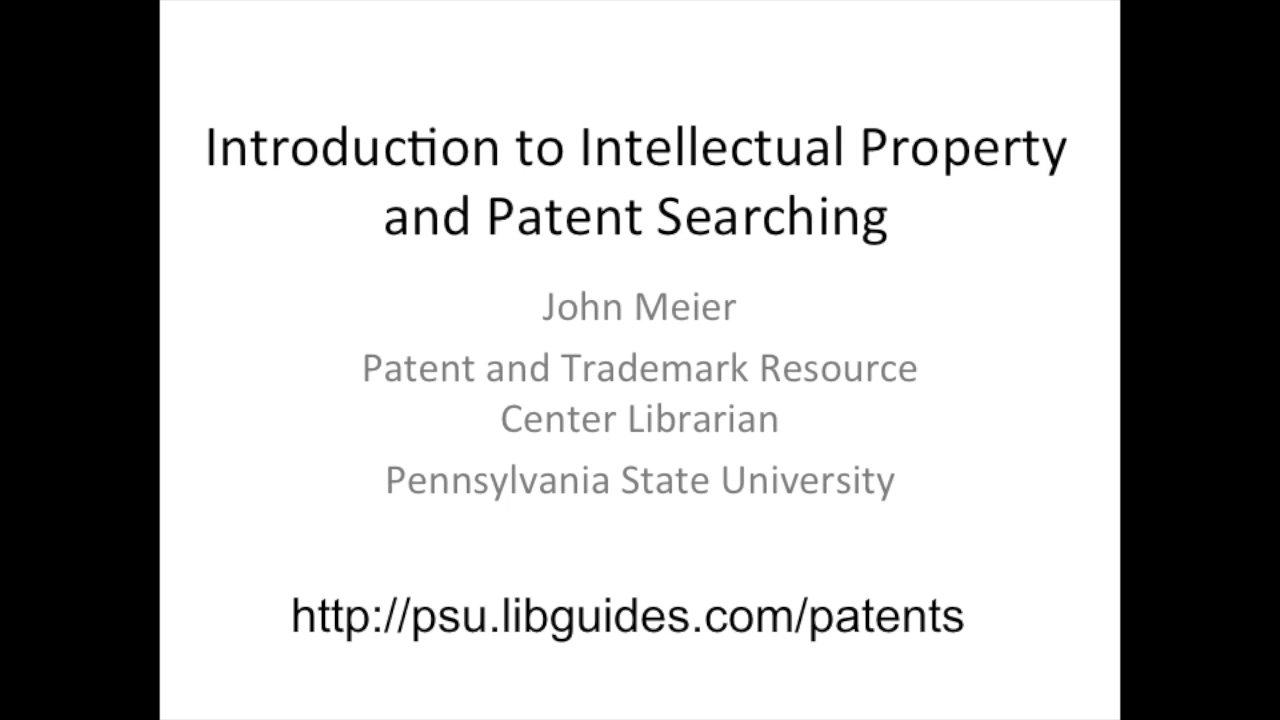 Introduction to Intellectual Property
and Patent Searching
John Meier
Patent and Trademark Resource
Center Librarian
Pennsylvania State University
http://psu.libguides.com/patents